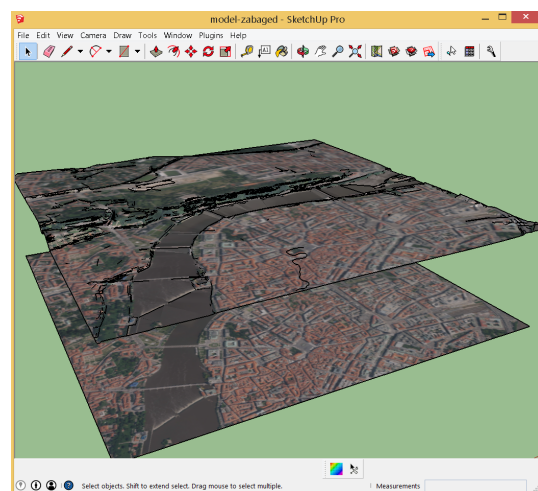 model-zabaged - SketchUp Pro
File Edit View Camera Draw Tools Window Plugins Help
A1
Select objects. Shift to extend select. Drag mouse to select multiple.
Measurements